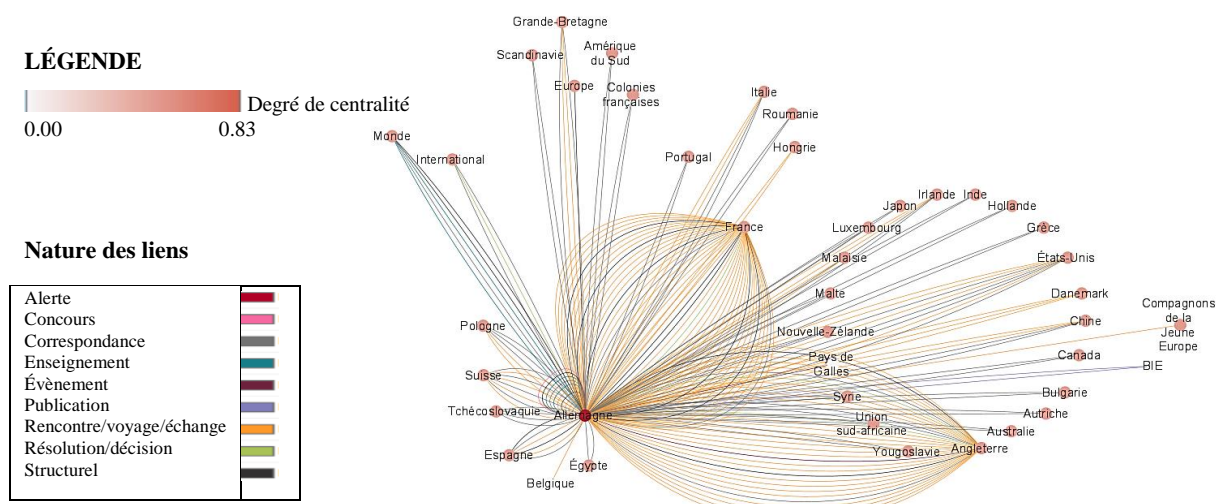 LÉGENDE
Degré de centralité
0.00
0.83
Nature des liens
Alerte
Concours
Correspondance
Enseignement
Évènement
Publication
Rencontre/voyage/échange
Résolution/décision
Structurel
Grande-Bretagne
Scandinavie
Amérique
du Sud
Europe
Colonies
françaises
Italie
Roumanie
Monde
International
Portugal
Hongrie
France
Japon
Irlande
Inde
Hollande
Luxembourg
Grèce
Malaisie
États-Unis
Malte
Danemark
Compagnons
de la
Jeune
Europe
Chine
Nouvelle-Zélande
Pologne
Pays de
Galles
Canada
BIE
Suisse
Syrie
Bulgarie
Tchécoslovaquie
Allemagne
Autriche
Union
sud-africaine
Australie
Espagne
Yougoslavie
Angleterre
Égypte
Belgique